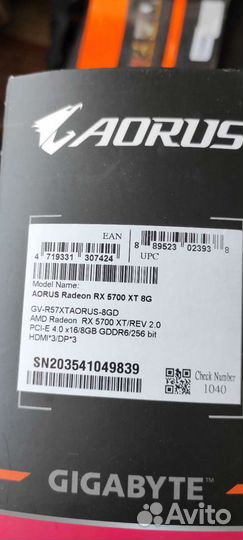 AORUS
EAN
4 719331 307424
8 89523 02393 8
UPC
Model Name:
AORUS Radeon RX 5700 XT 8G
GV-R57XTAORUS-8GD
AMD Radeon RX 5700 XT/REV 2.0
PCI-E 4.0 x16/8GB GDDR6/256 bit
HDMI*3/DP*3
SN203541049839
Check Number
1040
GIGABYTE™
Avito